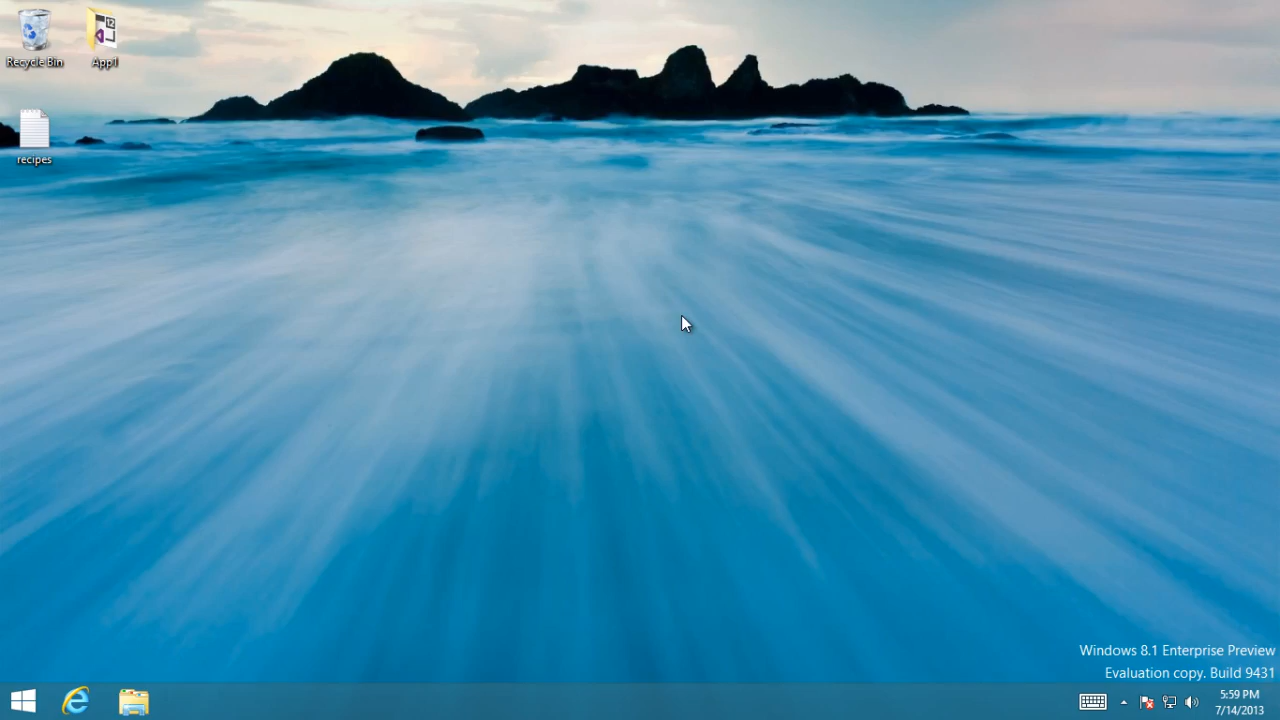 Recycle Bin
App1
recipes
Windows 8.1 Enterprise Preview
Evaluation copy. Build 9431
5:59 PM
7/14/2013